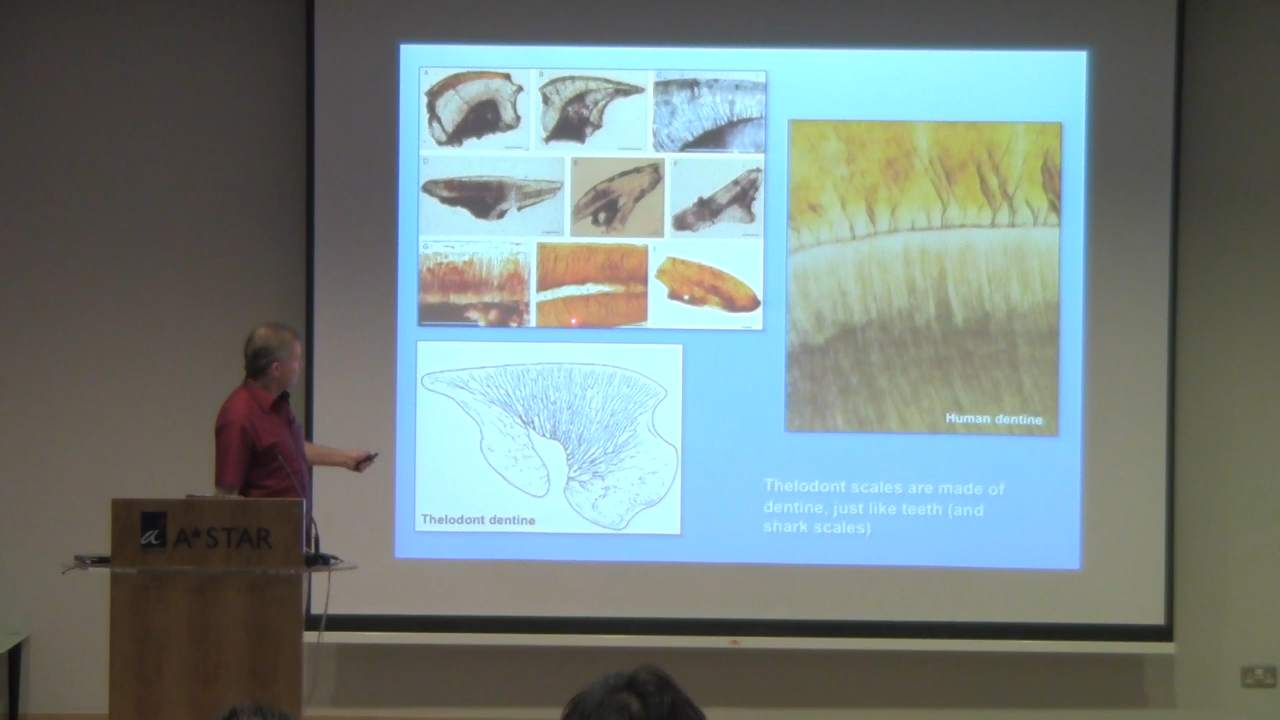 A
B
C
D
E
F
G
I
Human dentine
Thelodont dentine
Thelodont scales are made of
dentine, just like teeth (and
shark scales)
a A*STAR